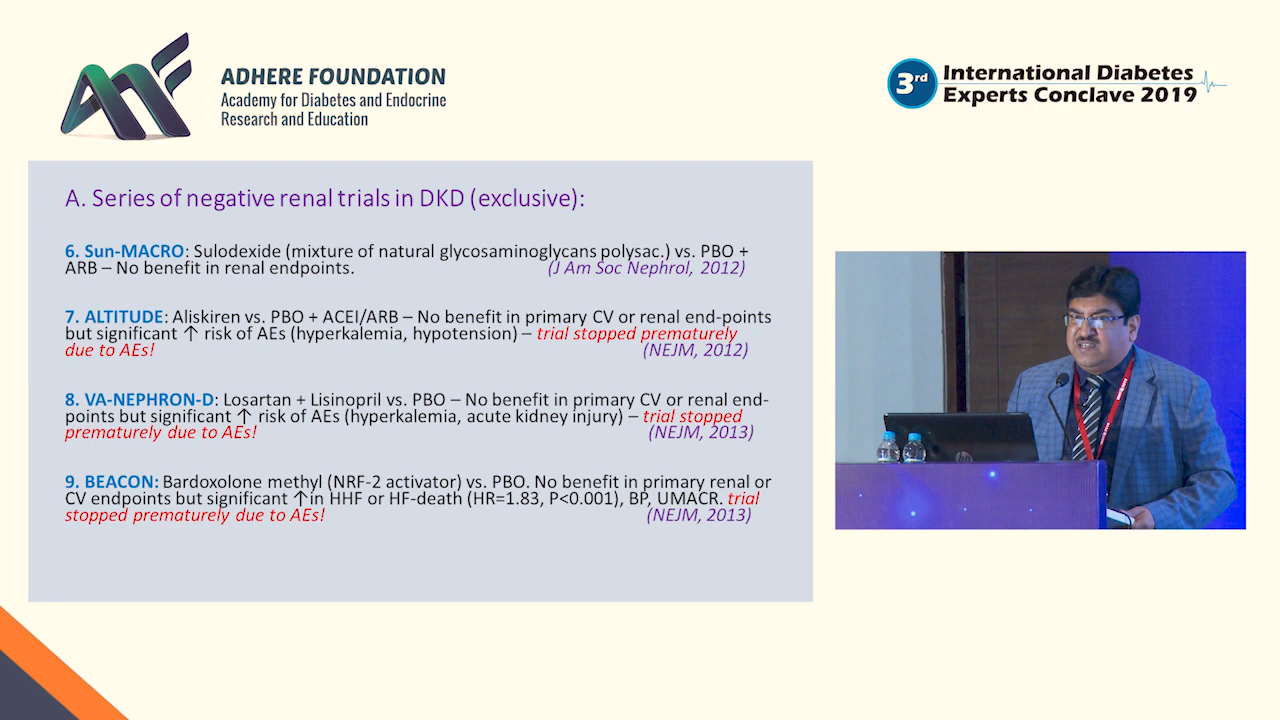 ADHERE FOUNDATION
Academy for Diabetes and Endocrine
Research and Education
3rd
International Diabetes
Experts Conclave 2019
A. Series of negative renal trials in DKD (exclusive):
6. Sun-MACRO: Sulodexide (mixture of natural glycosaminoglycans polysac.) vs. PBO +
ARB – No benefit in renal endpoints. (J Am Soc Nephrol, 2012)
7. ALTITUDE: Aliskiren vs. PBO + ACEI/ARB – No benefit in primary CV or renal end-points
but significant ↑ risk of AEs (hyperkalemia, hypotension) – trial stopped prematurely
due to AEs! (NEJM, 2012)
8. VA-NEPHRON-D: Losartan + Lisinopril vs. PBO – No benefit in primary CV or renal end-
points but significant ↑ risk of AEs (hyperkalemia, acute kidney injury) – trial stopped
prematurely due to AEs! (NEJM, 2013)
9. BEACON: Bardoxolone methyl (NRF-2 activator) vs. PBO. No benefit in primary renal or
CV endpoints but significant ↑in HHF or HF-death (HR=1.83, P<0.001), BP, UMACR. trial
stopped prematurely due to AEs! (NEJM, 2013)
hp